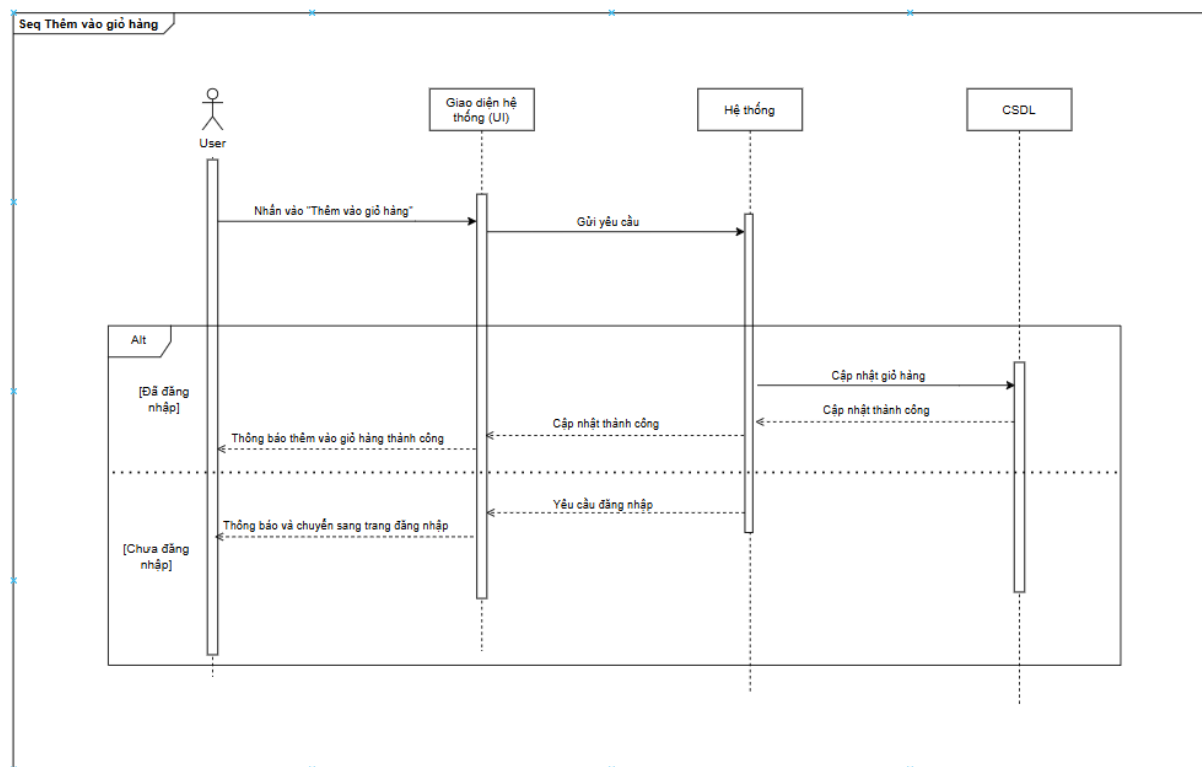 Seq Thêm vào giỏ hàng
Giao diện hệ
thống (UI)
Hệ thống
CSDL
User
Nhấn vào "Thêm vào giỏ hàng"
Gửi yêu cầu
Alt
[Đã đăng
nhập]
Cập nhật giỏ hàng
Cập nhật thành công
Cập nhật thành công
Thông báo thêm vào giỏ hàng thành công
Yêu cầu đăng nhập
Thông báo và chuyển sang trang đăng nhập
[Chưa đăng
nhập]